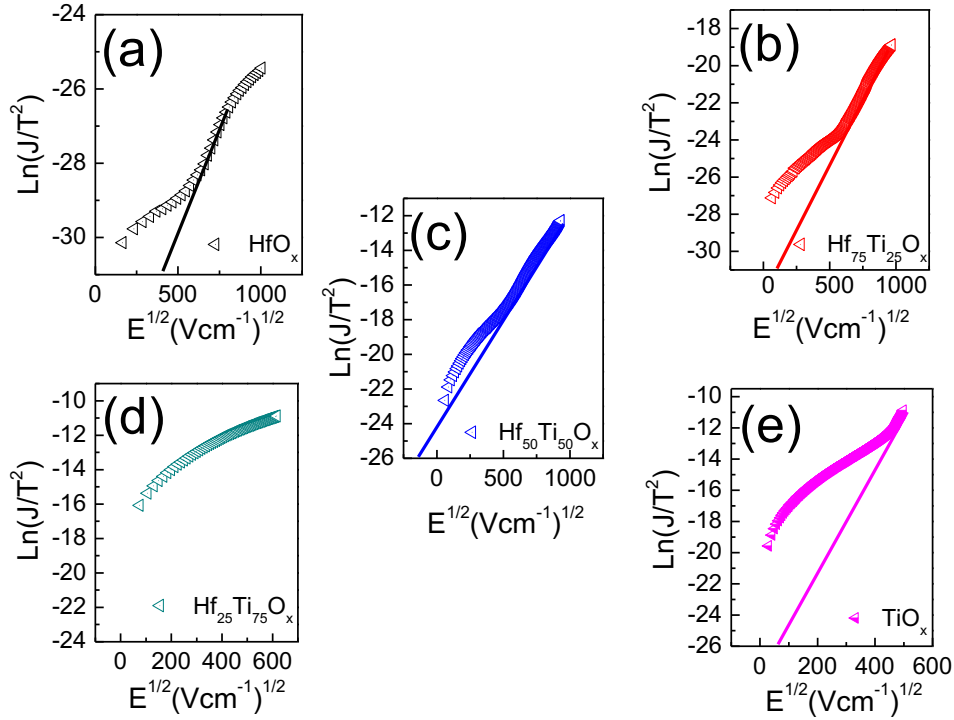 (a)
-24
-26
-28
-30
Ln(J/T²)
HfOₓ
0 500 1000
E^1/2(Vcm⁻¹)^1/2
(b)
-18
-20
-22
-24
-26
-28
-30
Ln(J/T²)
Hf₇₅Ti₂₅Oₓ
0 500 1000
E^1/2(Vcm⁻¹)^1/2
(c)
-12
-14
-16
-18
-20
-22
-24
-26
Ln(J/T²)
Hf₅₀Ti₅₀Oₓ
0 500 1000
E^1/2(Vcm⁻¹)^1/2
(d)
-10
-12
-14
-16
-18
-20
-22
-24
Ln(J/T²)
Hf₂₅Ti₇₅Oₓ
0 200 400 600
E^1/2(Vcm⁻¹)^1/2
(e)
-10
-12
-14
-16
-18
-20
-22
-24
-26
Ln(J/T²)
TiOₓ
0 200 400 600
E^1/2(Vcm⁻¹)^1/2